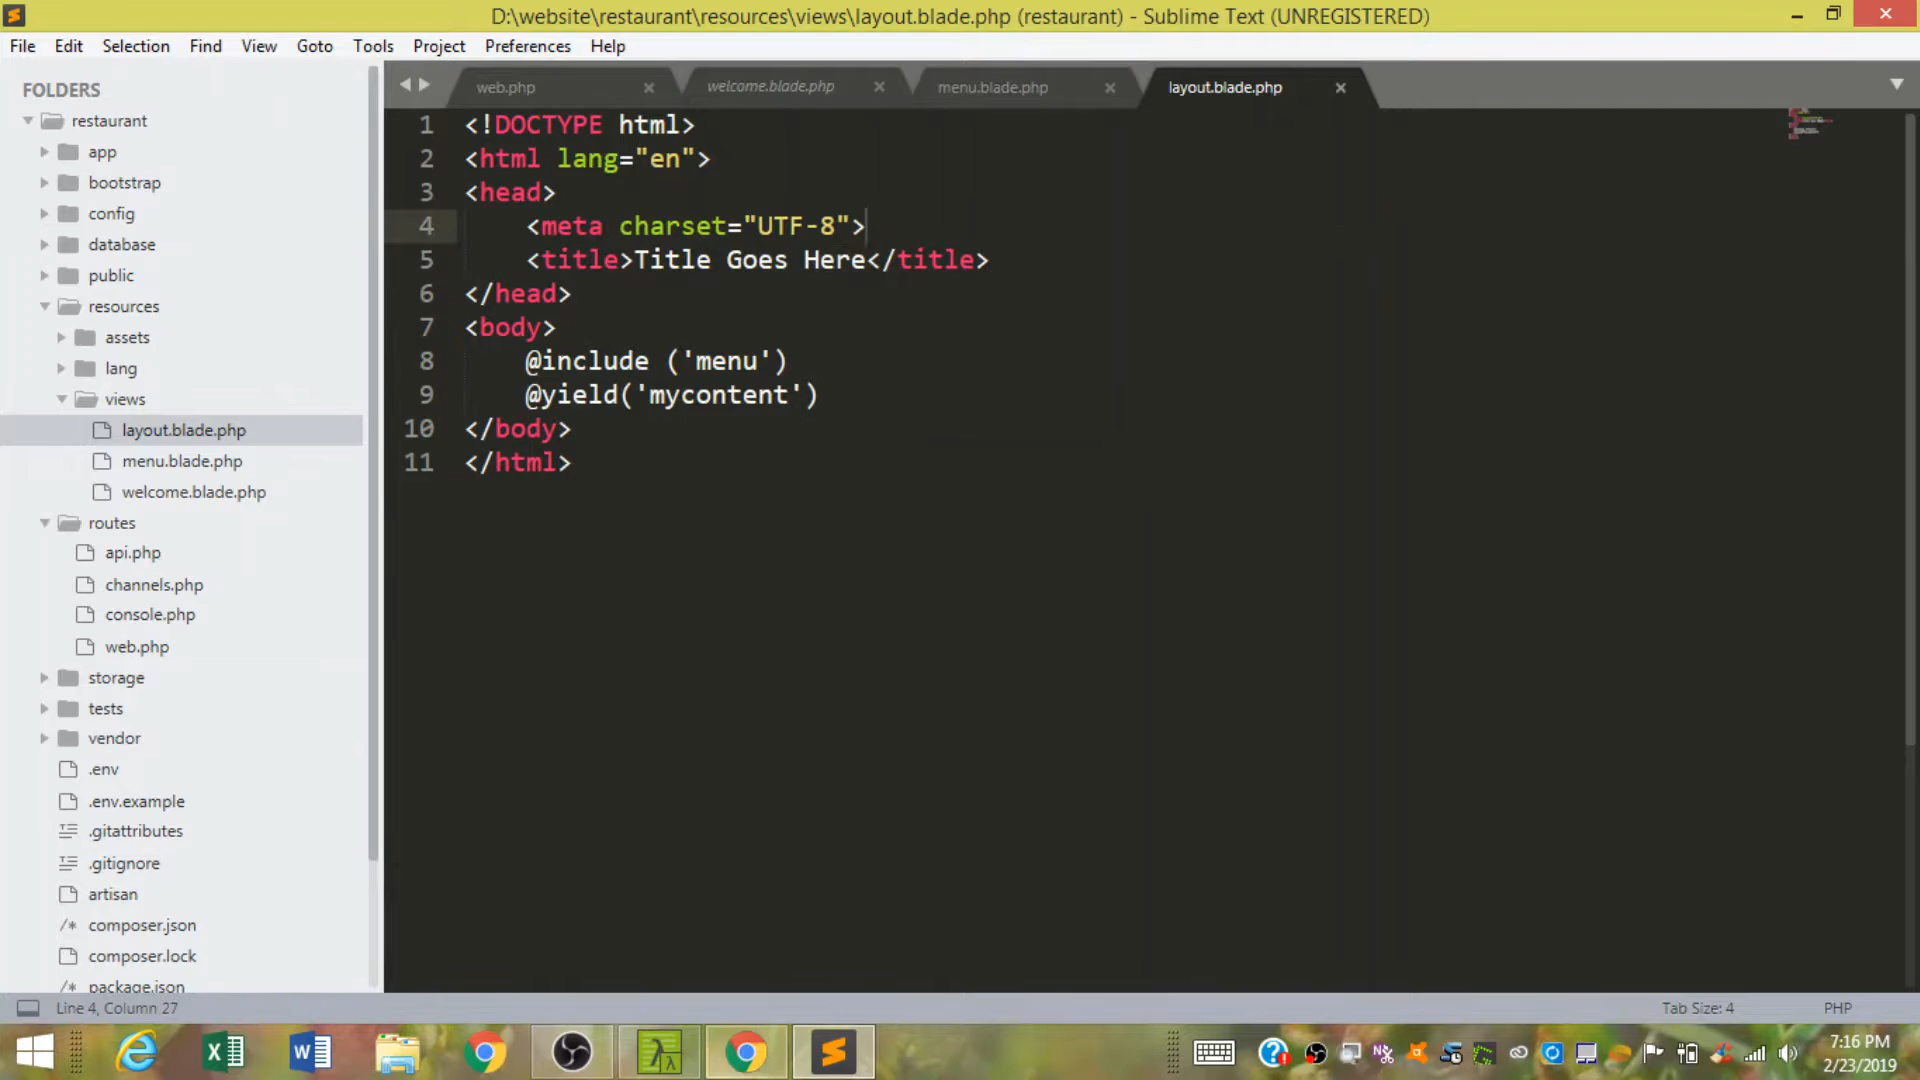 D:\website\restaurant\resources\views\layout.blade.php (restaurant) - Sublime Text (UNREGISTERED)
File Edit Selection Find View Goto Tools Project Preferences Help
FOLDERS
restaurant
app
bootstrap
config
database
public
resources
assets
lang
views
layout.blade.php
menu.blade.php
welcome.blade.php
routes
api.php
channels.php
console.php
web.php
storage
tests
vendor
.env
.env.example
.gitattributes
.gitignore
artisan
/* composer.json
composer.lock
/* package.json
web.php welcome.blade.php menu.blade.php layout.blade.php
1 <!DOCTYPE html>
2 <html lang="en">
3 <head>
4 <meta charset="UTF-8">
5 <title>Title Goes Here</title>
6 </head>
7 <body>
8 @include ('menu')
9 @yield('mycontent')
10 </body>
11 </html>
Line 4, Column 27
Tab Size: 4
PHP
7:16 PM
2/23/2019